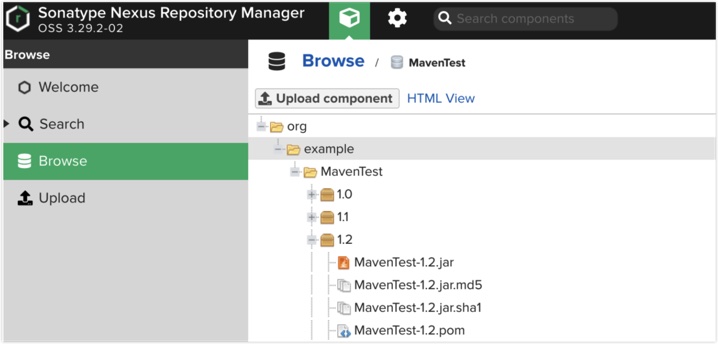 Sonatype Nexus Repository Manager
OSS 3.29.2-02
Search components
Browse
Welcome
Search
Browse
Upload
Browse / MavenTest
Upload component HTML View
org
example
MavenTest
1.0
1.1
1.2
MavenTest-1.2.jar
MavenTest-1.2.jar.md5
MavenTest-1.2.jar.sha1
MavenTest-1.2.pom